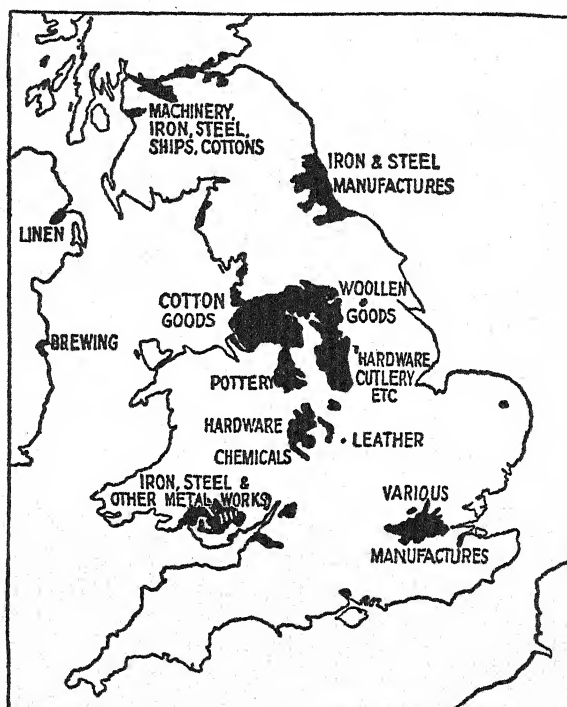 MACHINERY,
IRON, STEEL,
SHIPS, COTTONS
IRON & STEEL
MANUFACTURES
LINEN
COTTON
GOODS
WOOLLEN
GOODS
BREWING
HARDWARE
CUTLERY
ETC
POTTERY
HARDWARE
CHEMICALS
LEATHER
IRON, STEEL &
OTHER METAL WORKS
VARIOUS
MANUFACTURES